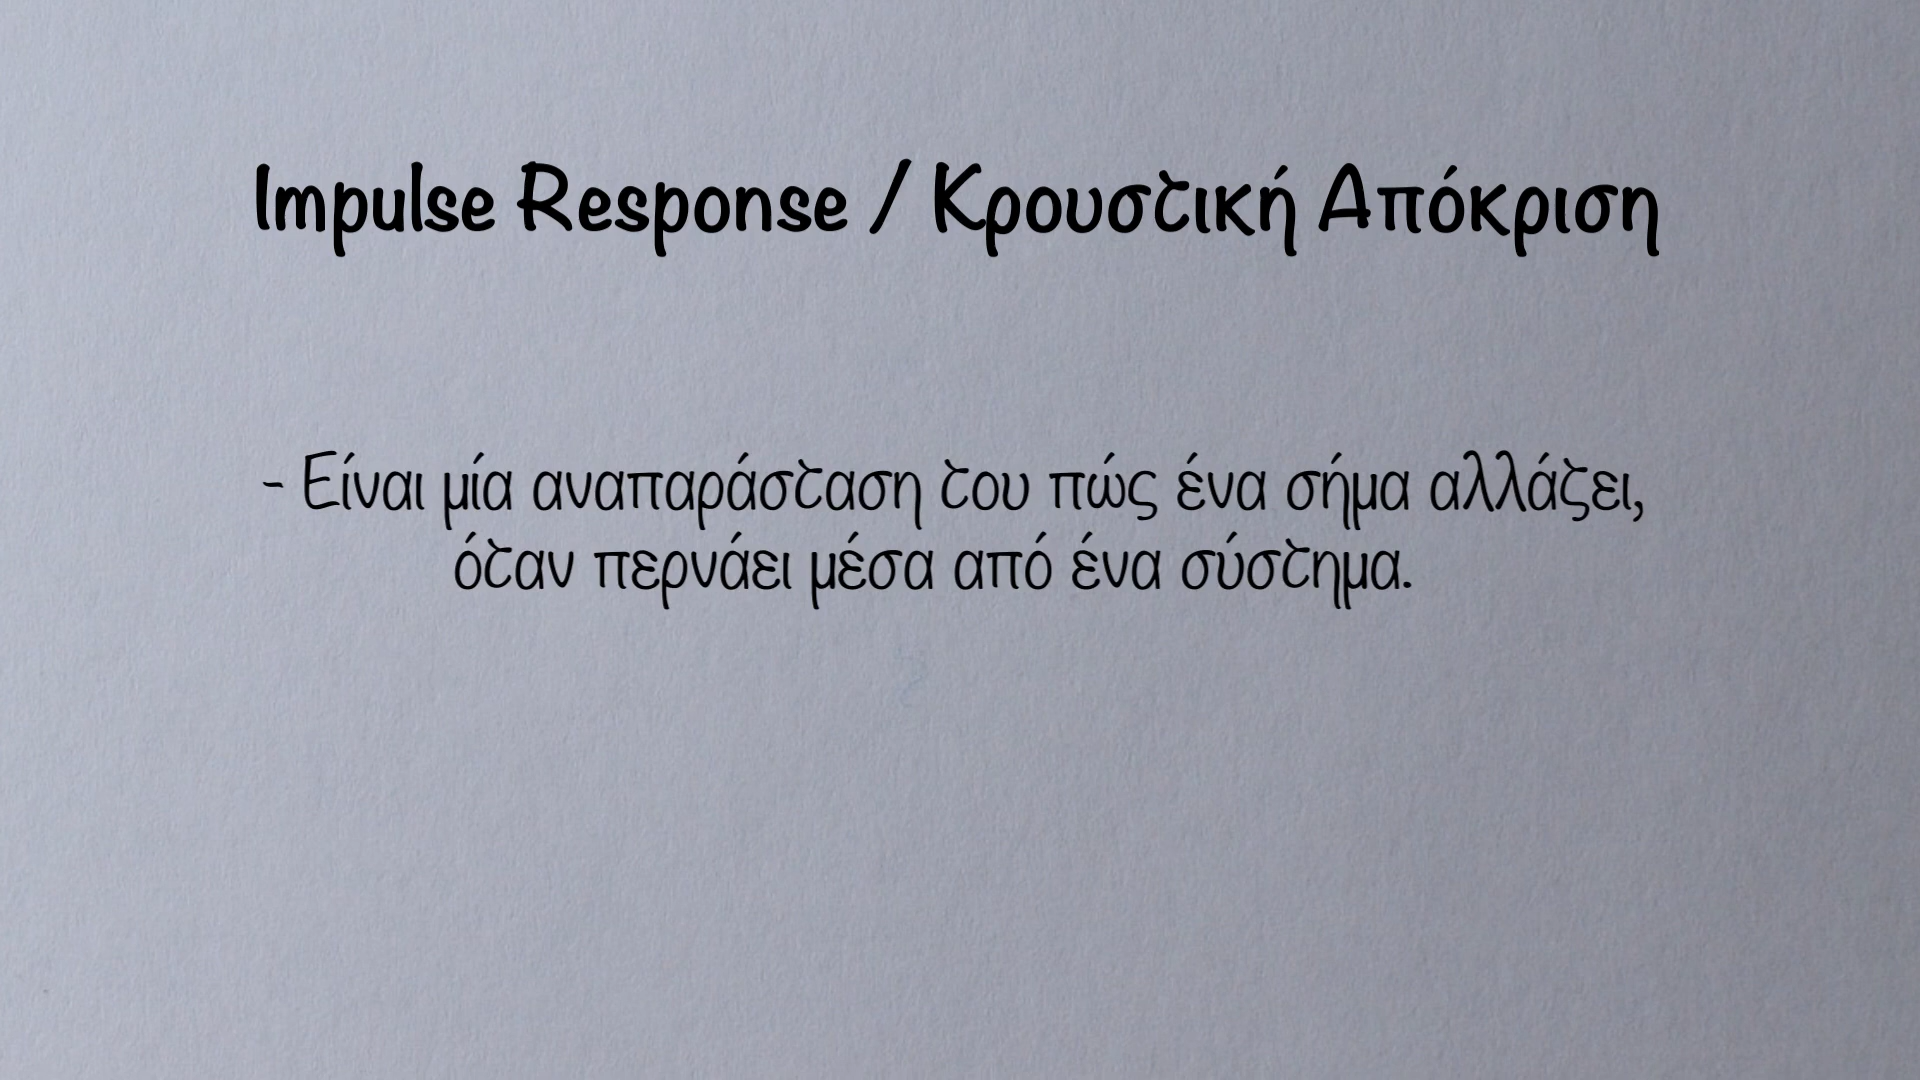 Impulse Response / Κρουστική Απόκριση
- Είναι μία αναπαράσταση του πώς ένα σήμα αλλάζει,
όταν περνάει μέσα από ένα σύστημα.